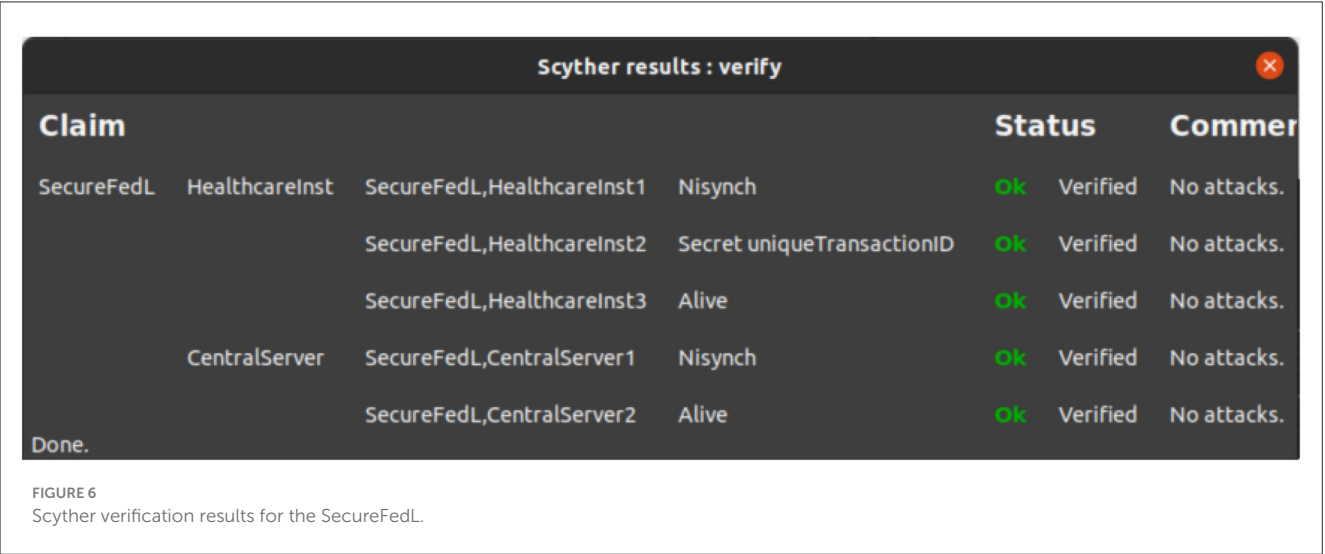 Scyther results : verify
Claim Status Commer
SecureFedL HealthcareInst SecureFedL,HealthcareInst1 Nisynch Ok Verified No attacks.
SecureFedL,HealthcareInst2 Secret uniqueTransactionID Ok Verified No attacks.
SecureFedL,HealthcareInst3 Alive Ok Verified No attacks.
CentralServer SecureFedL,CentralServer1 Nisynch Ok Verified No attacks.
SecureFedL,CentralServer2 Alive Ok Verified No attacks.
Done.
FIGURE 6
Scyther verification results for the SecureFedL.